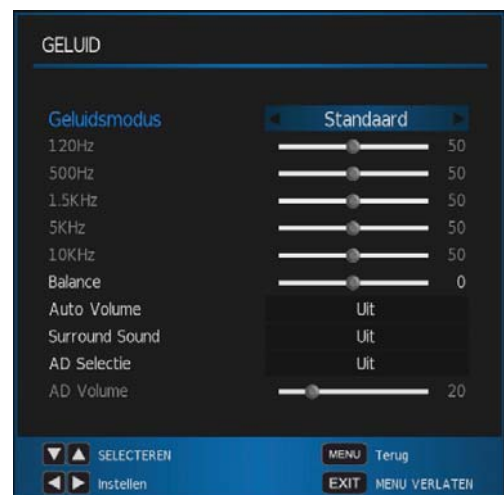 GELUID
Geluidsmodus Standaard
120Hz 50
500Hz 50
1.5KHz 50
5KHz 50
10KHz 50
Balance 0
Auto Volume Uit
Surround Sound Uit
AD Selectie Uit
AD Volume 20
SELECTEREN MENU Terug
Instellen EXIT MENU VERLATEN